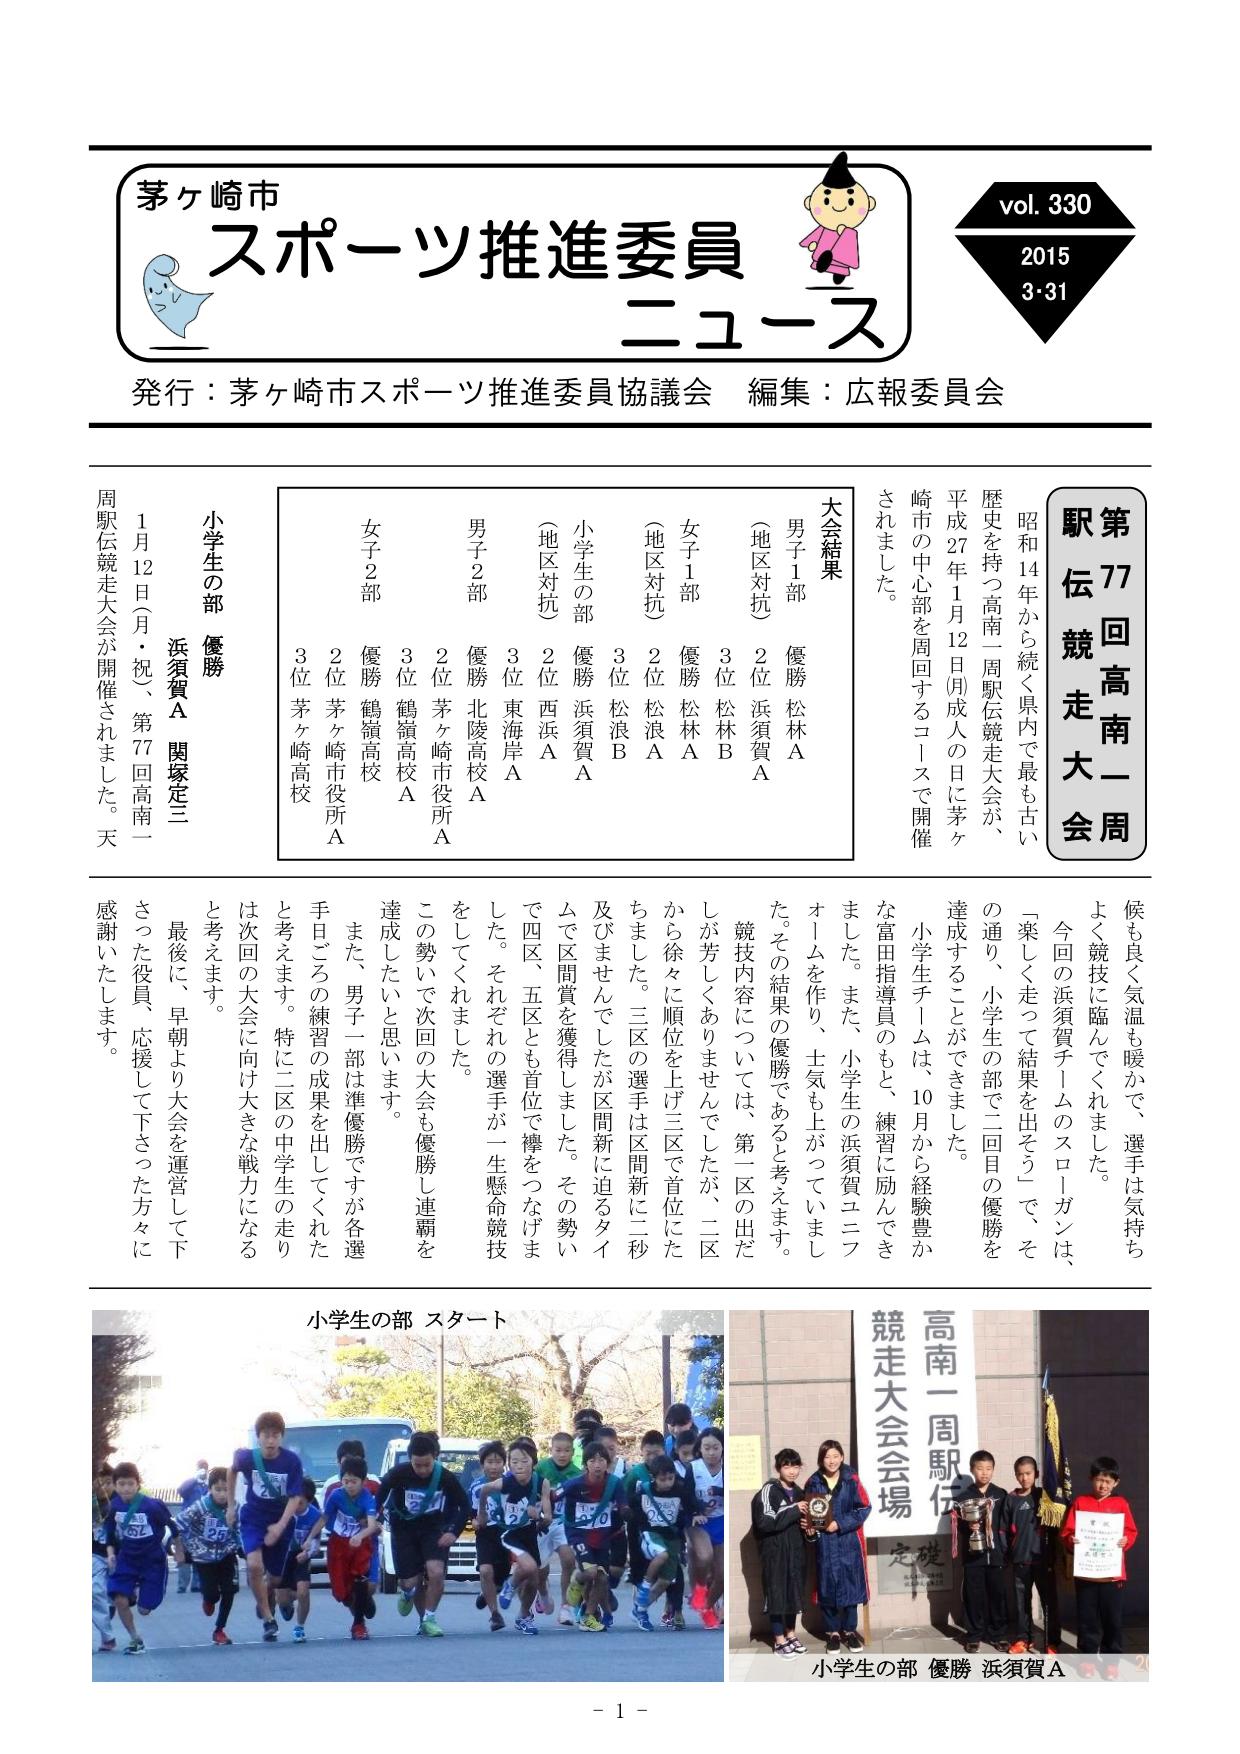 茅ヶ崎市
スポーツ推進委員
ニュース
vol. 330
2015
3・31
発行：茅ヶ崎市スポーツ推進委員協議会　編集：広報委員会
第77回高南一周
駅伝競走大会
昭和14年から続く県内で最も古い
歴史を持つ高南一周駅伝競走大会が、
平成27年1月12日(月)成人の日に茅ヶ
崎市の中心部を周回するコースで開催
されました。
大会結果
男子1部　優勝 松林A
（地区対抗）　2位 浜須賀A
3位 松林B
女子1部　優勝 松林A
（地区対抗）　2位 松浪A
3位 松浪B
小学生の部　優勝 浜須賀A
（地区対抗）　2位 西浜A
3位 東海岸A
男子2部　優勝 北陵高校A
2位 茅ヶ崎市役所A
3位 鶴嶺高校A
女子2部　優勝 鶴嶺高校
2位 茅ヶ崎市役所A
3位 茅ヶ崎高校
小学生の部　優勝
浜須賀A　関塚定三
1月12日(月・祝)、第77回高南一
周駅伝競走大会が開催されました。天
候も良く気温も暖かで、選手は気持ち
よく競技に臨んでくれました。
今回の浜須賀チームのスローガンは、
「楽しく走って結果を出そう」で、そ
の通り、小学生の部で二回目の優勝を
達成することができました。
小学生チームは、10月から経験豊か
な富田指導員のもと、練習に励んでき
ました。また、小学生の浜須賀ユニフ
ォームを作り、士気も上がっていまし
た。その結果の優勝であると考えます。
競技内容については、第一区の出だ
しが芳しくありませんでしたが、二区
から徐々に順位を上げ三区で首位にた
ちました。三区の選手は区間新に二秒
及びませんでしたが区間新に迫るタイ
ムで区間賞を獲得しました。その勢い
で四区、五区とも首位で襷をつなげま
した。それぞれの選手が一生懸命競技
をしてくれました。
この勢いで次回の大会も優勝し連覇を
達成したいと思います。
また、男子一部は準優勝ですが各選
手日ごろの練習の成果を出してくれた
と考えます。特に二区の中学生の走り
は次回の大会に向け大きな戦力になる
と考えます。
最後に、早朝より大会を運営して下
さった役員、応援して下さった方々に
感謝いたします。
小学生の部 スタート
高南一周駅伝
競走大会会場
定礎
小学生の部 優勝 浜須賀A
- 1 -